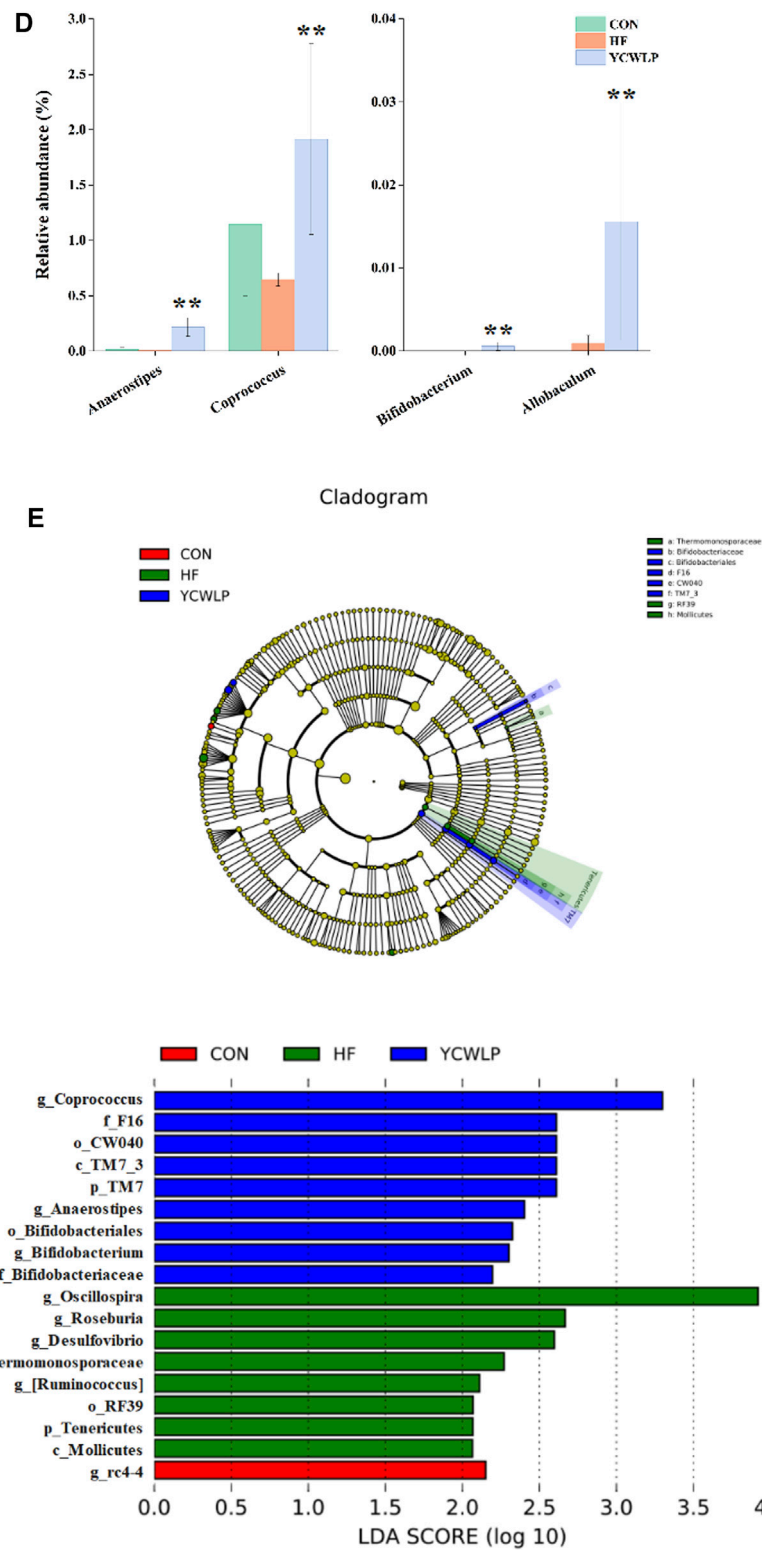 D
3.0
2.5
2.0
1.5
1.0
0.5
0.0
Relative abundance (%)
**
**
Anaerostipes
Coprococcus
0.04
0.03
0.02
0.01
0.00
CON
HF
YCWLP
**
**
Bifidobacterium
Allobaculum
E
Cladogram
CON
HF
YCWLP
a: Thermomonosporaceae
b: Bifidobacteriaceae
c: Bifidobacteriales
d: F16
e: CW040
f: TM7_3
g: RF39
h: Mollicutes
c
b
a
Tenericutes
TM7
h
f
g
e
d
CON
HF
YCWLP
g_Coprococcus
f_F16
o_CW040
c_TM7_3
p_TM7
g_Anaerostipes
o_Bifidobacteriales
g_Bifidobacterium
f_Bifidobacteriaceae
g_Oscillospira
g_Roseburia
g_Desulfovibrio
ermomonosporaceae
g_[Ruminococcus]
o_RF39
p_Tenericutes
c_Mollicutes
g_rc4-4
0.0 0.5 1.0 1.5 2.0 2.5 3.0 3.5 4
LDA SCORE (log 10)